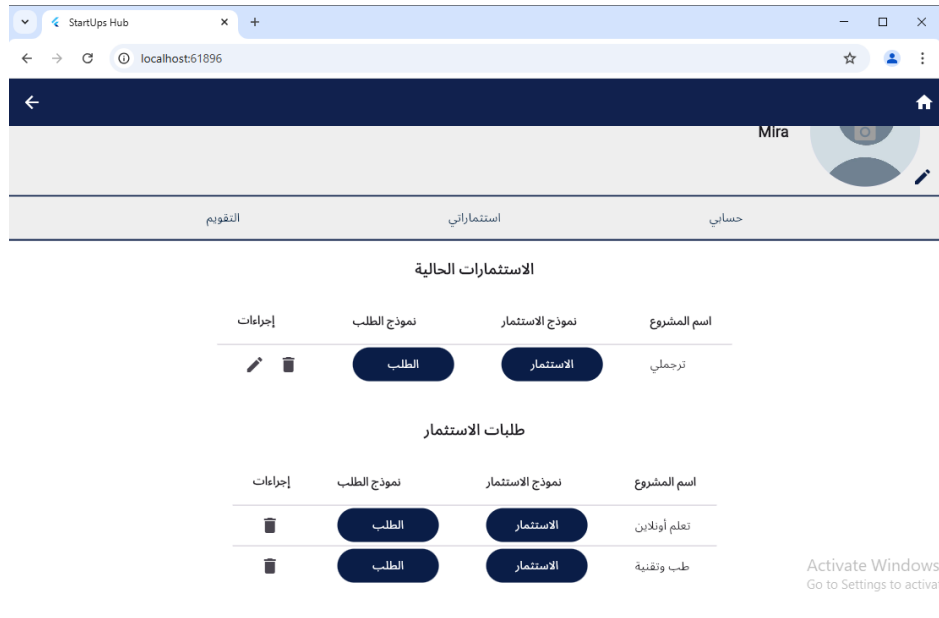 StartUps Hub
localhost:61896
Mira
حسابي استثماراتي التقويم
الاستثمارات الحالية
اسم المشروع نموذج الاستثمار نموذج الطلب إجراءات
ترجملي الاستثمار الطلب
طلبات الاستثمار
اسم المشروع نموذج الاستثمار نموذج الطلب إجراءات
تعلم أونلاين الاستثمار الطلب
طب وتقنية الاستثمار الطلب
Activate Windows
Go to Settings to activa